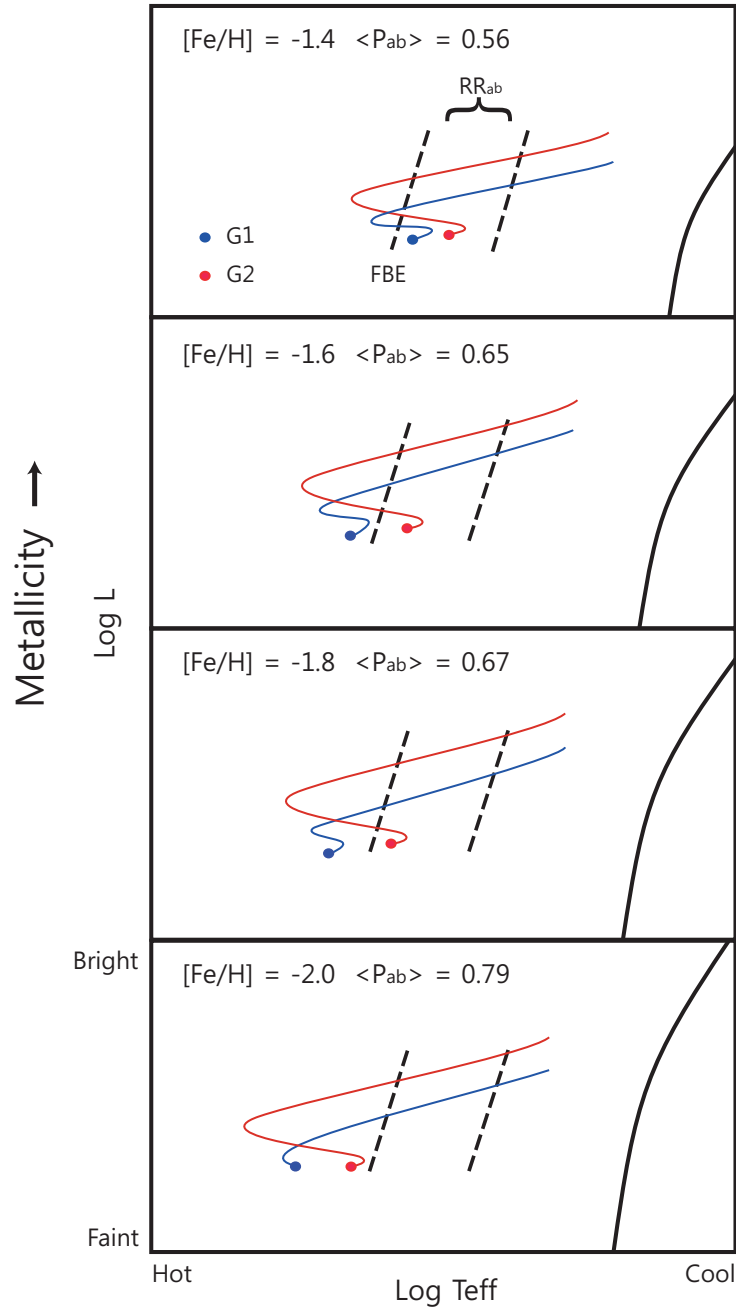 [Fe/H] = -1.4 <Pab> = 0.56
RRab
G1
G2
FBE
[Fe/H] = -1.6 <Pab> = 0.65
Metallicity →
Log L
[Fe/H] = -1.8 <Pab> = 0.67
Bright
[Fe/H] = -2.0 <Pab> = 0.79
Faint
Hot
Log Teff
Cool